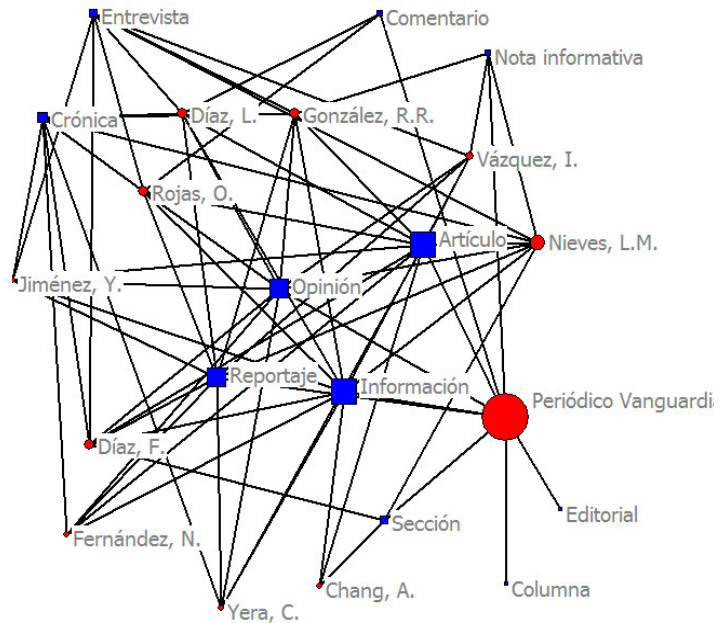 Entrevista
Comentario
Nota informativa
Crónica
Díaz, L.
González, R.R.
Vázquez, I.
Rojas, O.
Artículo
Nieves, L.M.
Jiménez, Y.
Opinión
Reportaje
Información
Periódico Vanguardia
Díaz, F.
Sección
Editorial
Fernández, N.
Chang, A.
Columna
Yera, C.